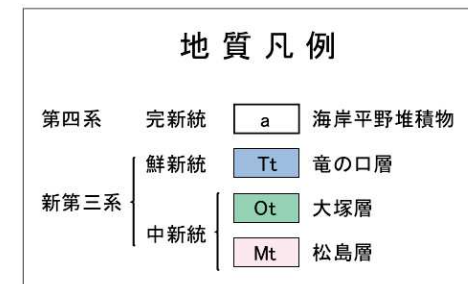 地質凡例
第四系 完新統 a 海岸平野堆積物
鮮新統 Tt 竜の口層
新第三系
Ot 大塚層
中新統
Mt 松島層